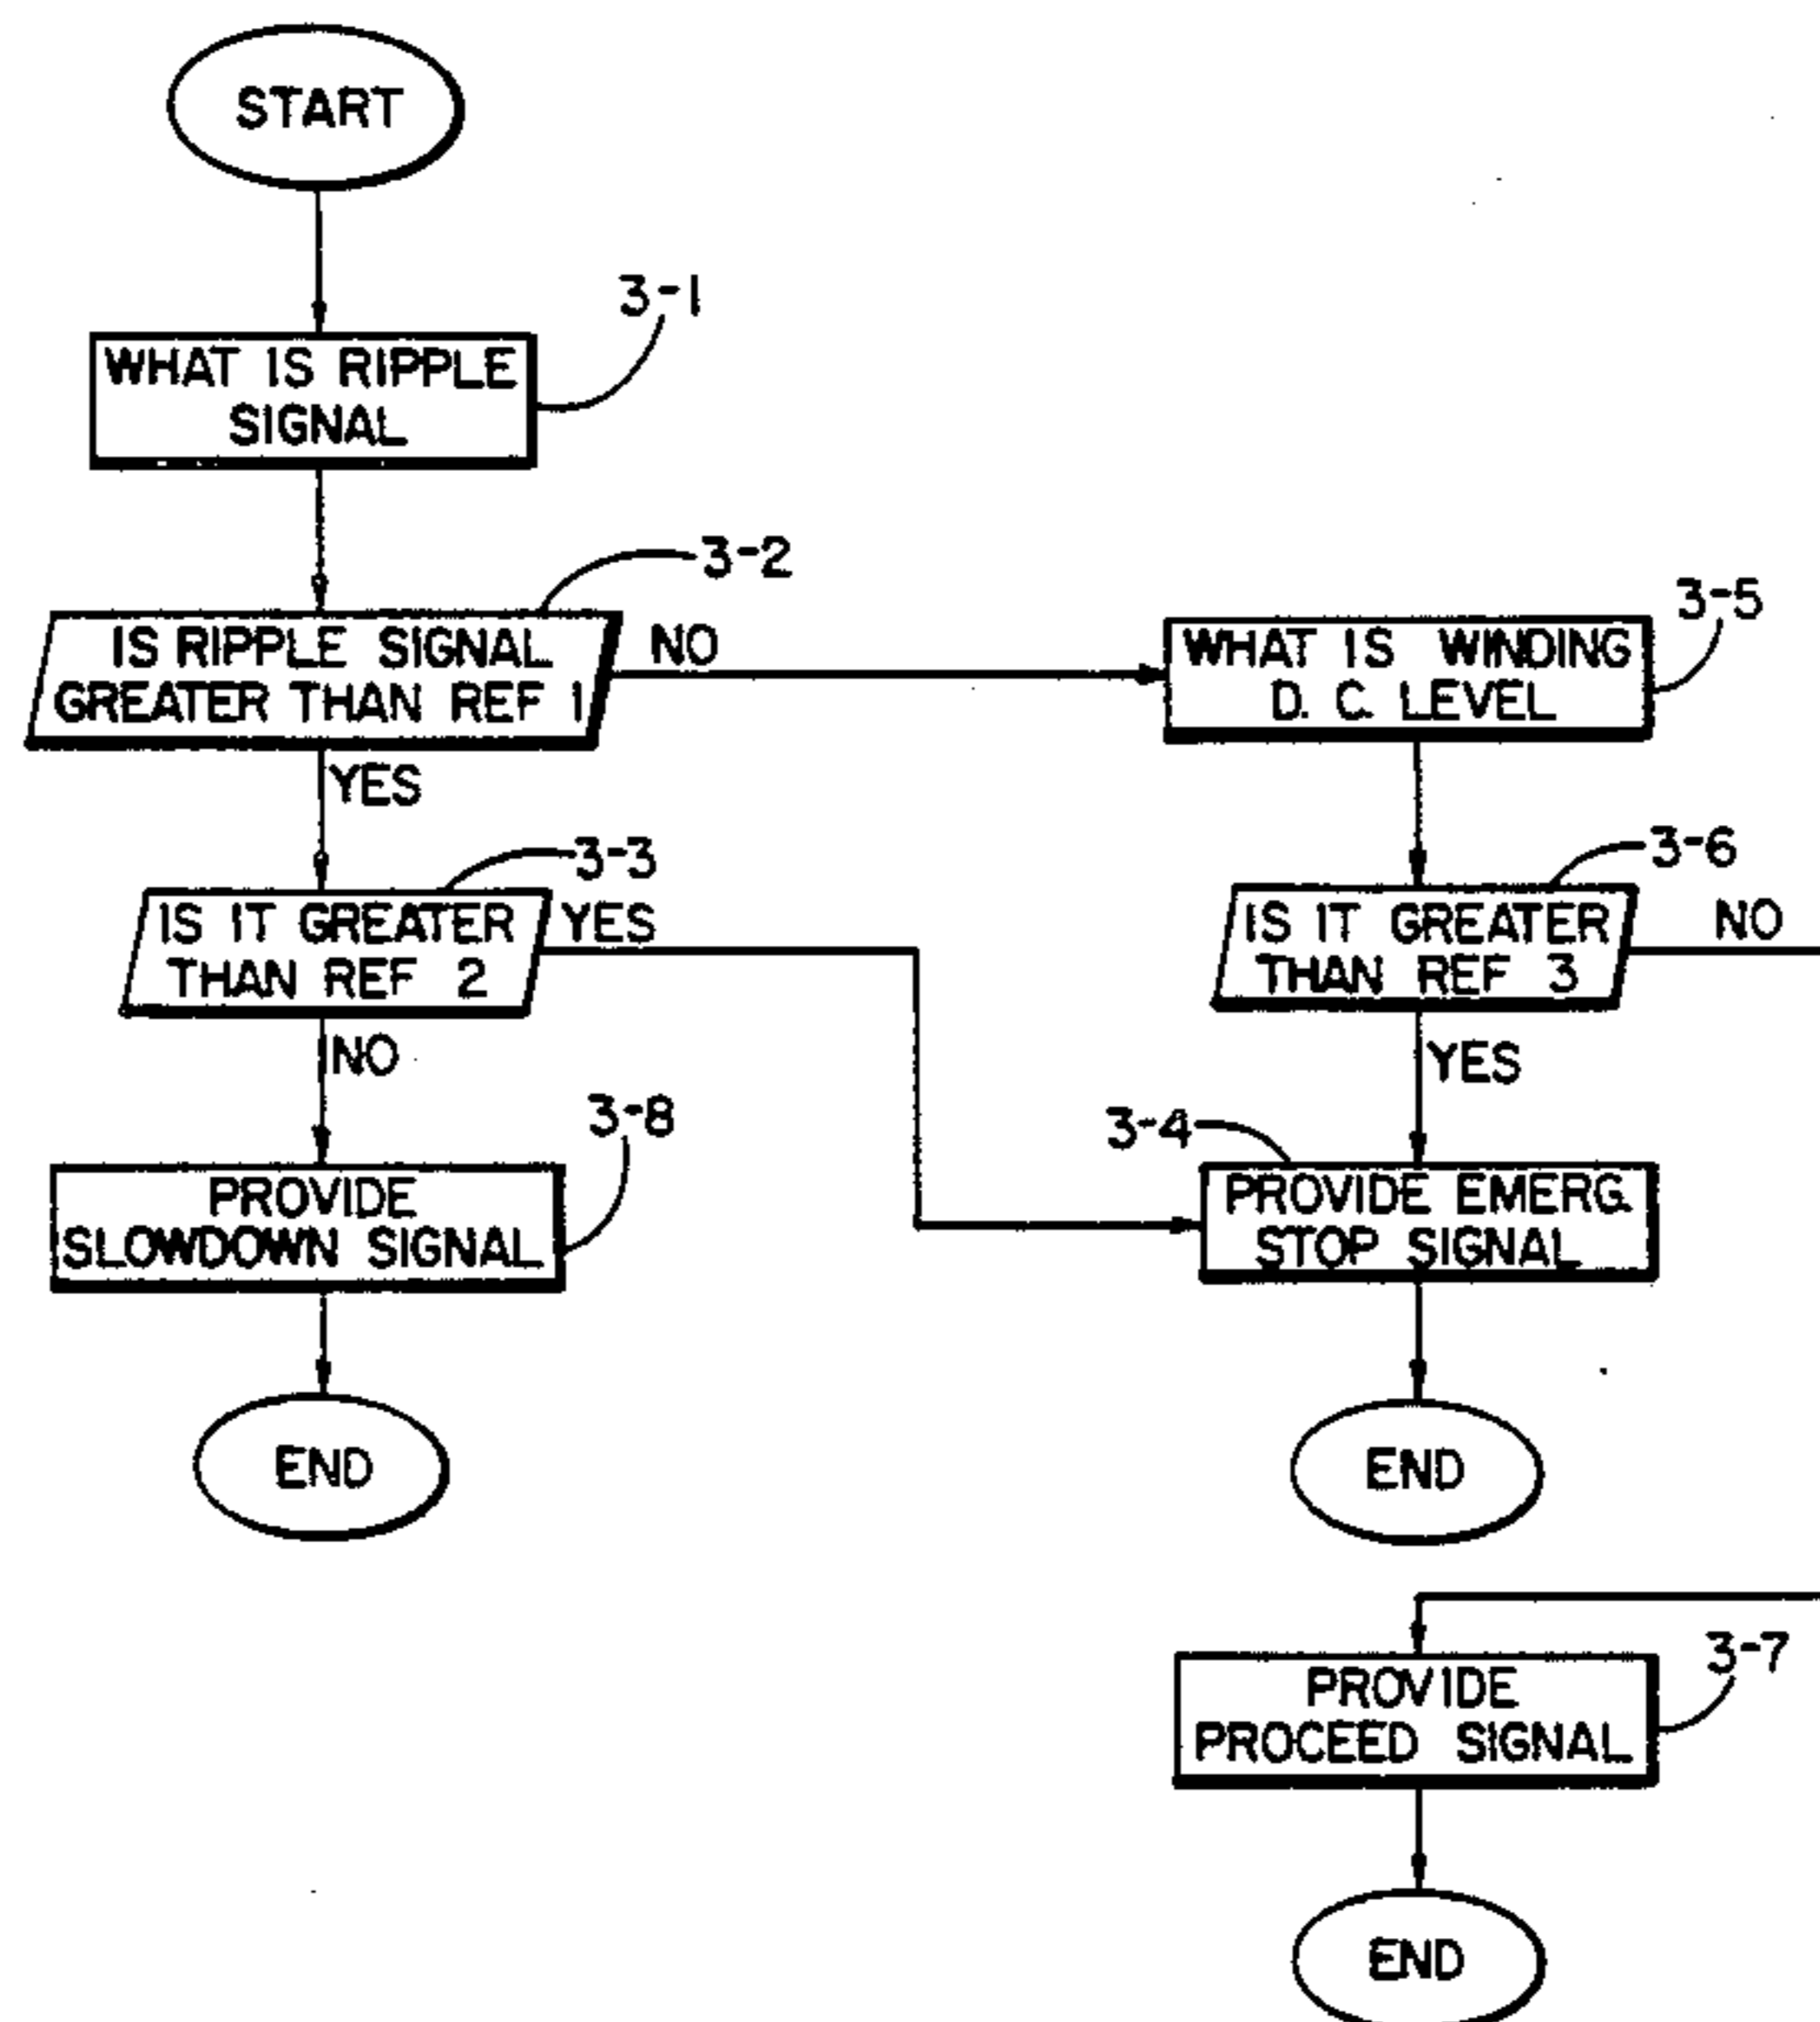 START
3-1
WHAT IS RIPPLE
SIGNAL
3-2
IS RIPPLE SIGNAL
GREATER THAN REF 1
NO
YES
3-5
WHAT IS WINDING
D. C. LEVEL
3-3
IS IT GREATER
THAN REF 2
YES
NO
3-6
IS IT GREATER
THAN REF 3
NO
YES
3-8
PROVIDE
SLOWDOWN SIGNAL
3-4
PROVIDE EMERG.
STOP SIGNAL
END
END
3-7
PROVIDE
PROCEED SIGNAL
END